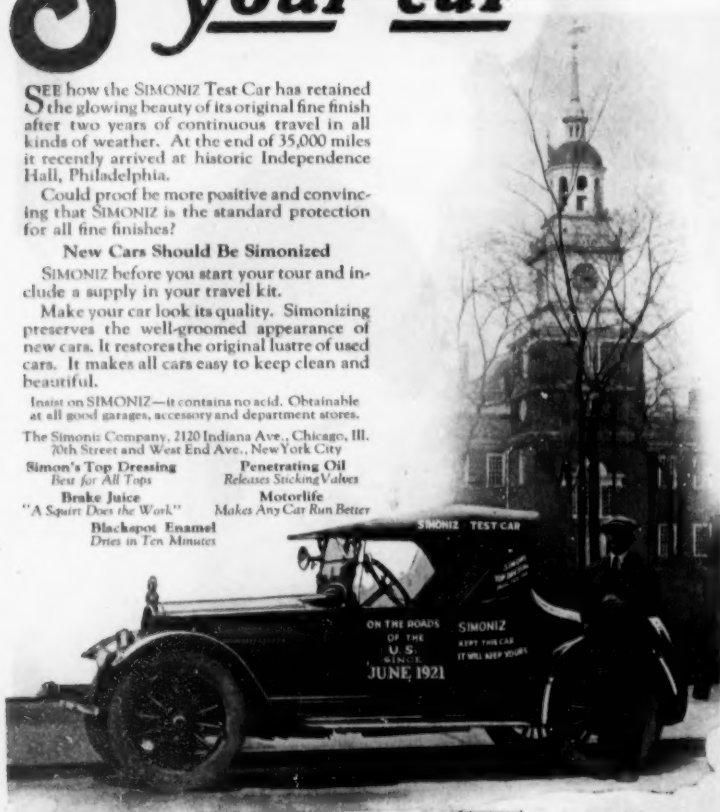 your car
SEE how the SIMONIZ Test Car has retained
the glowing beauty of its original fine finish
after two years of continuous travel in all
kinds of weather. At the end of 35,000 miles
it recently arrived at historic Independence
Hall, Philadelphia.
Could proof be more positive and convinc-
ing that SIMONIZ is the standard protection
for all fine finishes?
New Cars Should Be Simonized
SIMONIZ before you start your tour and in-
clude a supply in your travel kit.
Make your car look its quality. Simonizing
preserves the well-groomed appearance of
new cars. It restores the original lustre of used
cars. It makes all cars easy to keep clean and
beautiful.
Insist on SIMONIZ—it contains no acid. Obtainable
at all good garages, accessory and department stores.
The Simoniz Company, 2120 Indiana Ave., Chicago, Ill.
70th Street and West End Ave., New York City
Simon's Top Dressing
Best for All Tops
Penetrating Oil
Releases Sticking Valves
Brake Juice
"A Squirt Does the Work"
Motorlife
Makes Any Car Run Better
Blackspot Enamel
Dries in Ten Minutes
SIMONIZ TEST CAR
ON THE ROADS
OF THE
U.S.
SINCE
JUNE, 1921
SIMONIZ
KEPT THIS CAR
IT WILL KEEP YOURS